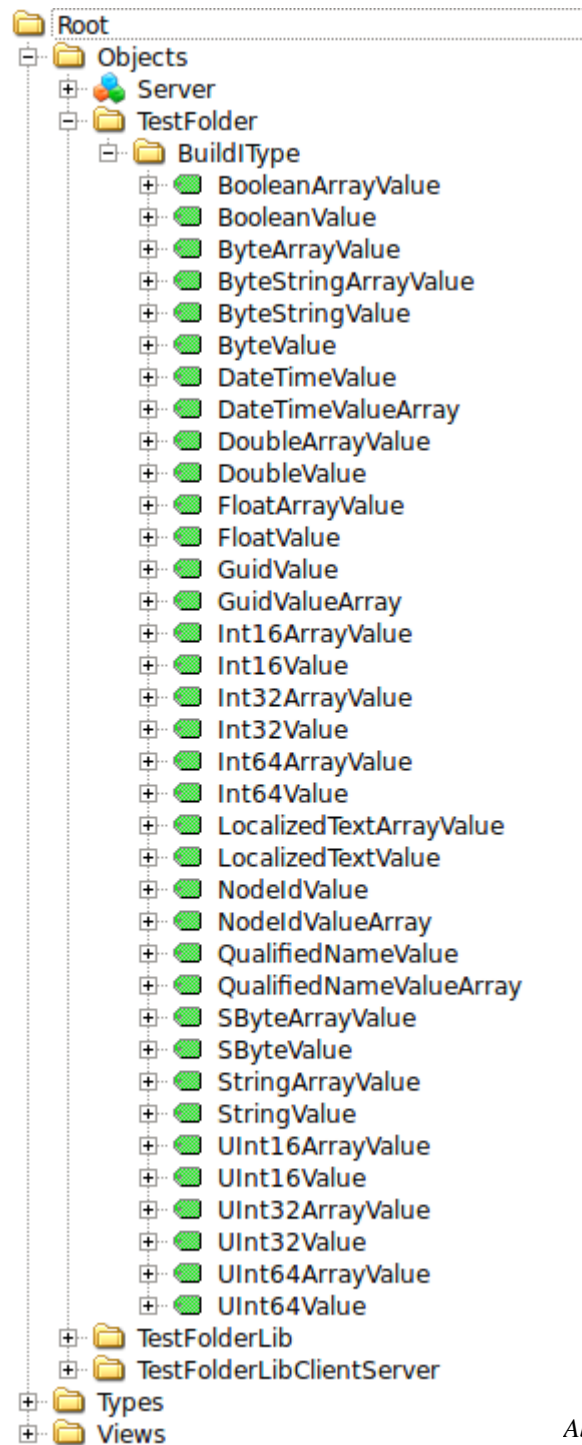 Root
Objects
Server
TestFolder
BuildIType
BooleanArrayValue
BooleanValue
ByteArrayValue
ByteStringArrayValue
ByteStringValue
ByteValue
DateTimeValue
DateTimeValueArray
DoubleArrayValue
DoubleValue
FloatArrayValue
FloatValue
GuidValue
GuidValueArray
Int16ArrayValue
Int16Value
Int32ArrayValue
Int32Value
Int64ArrayValue
Int64Value
LocalizedTextArrayValue
LocalizedTextValue
NodeIdValue
NodeIdValueArray
QualifiedNameValue
QualifiedNameValueArray
SByteArrayValue
SByteValue
StringArrayValue
StringValue
UInt16ArrayValue
UInt16Value
UInt32ArrayValue
UInt32Value
UInt64ArrayValue
UInt64Value
TestFolderLib
TestFolderLibClientServer
Types
Views